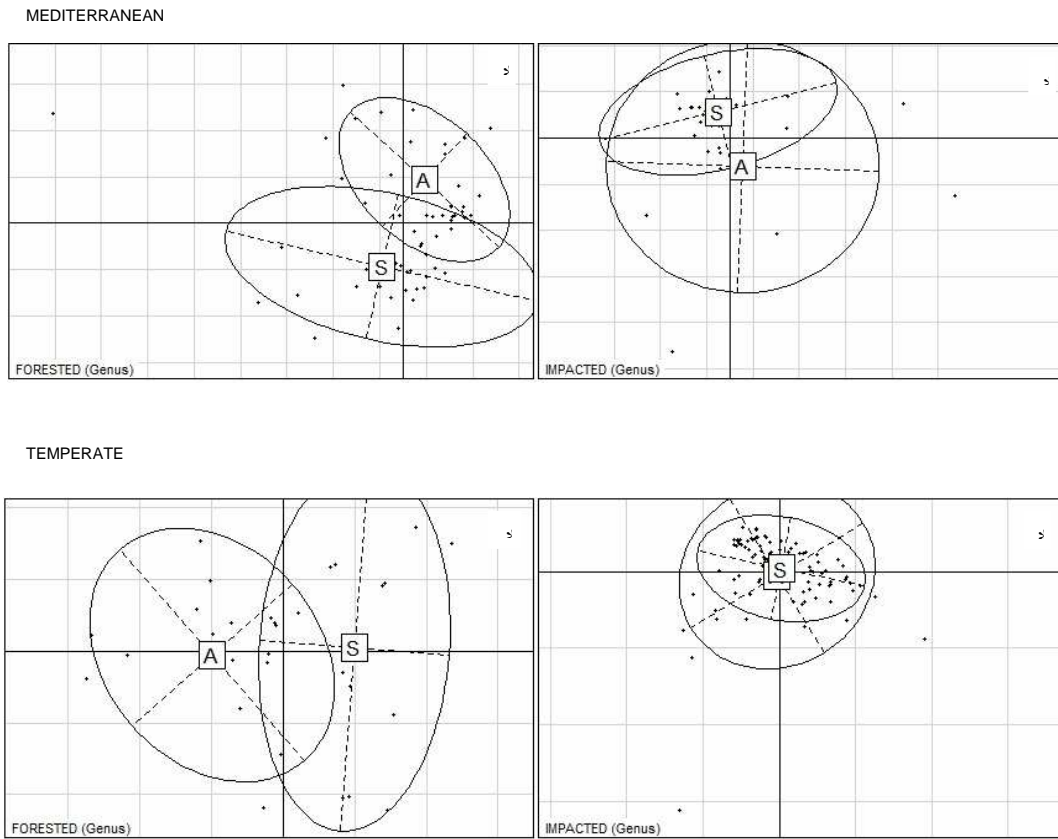 MEDITERRANEAN
A
S
FORESTED (Genus)
S
A
IMPACTED (Genus)
TEMPERATE
A
S
FORESTED (Genus)
S
IMPACTED (Genus)